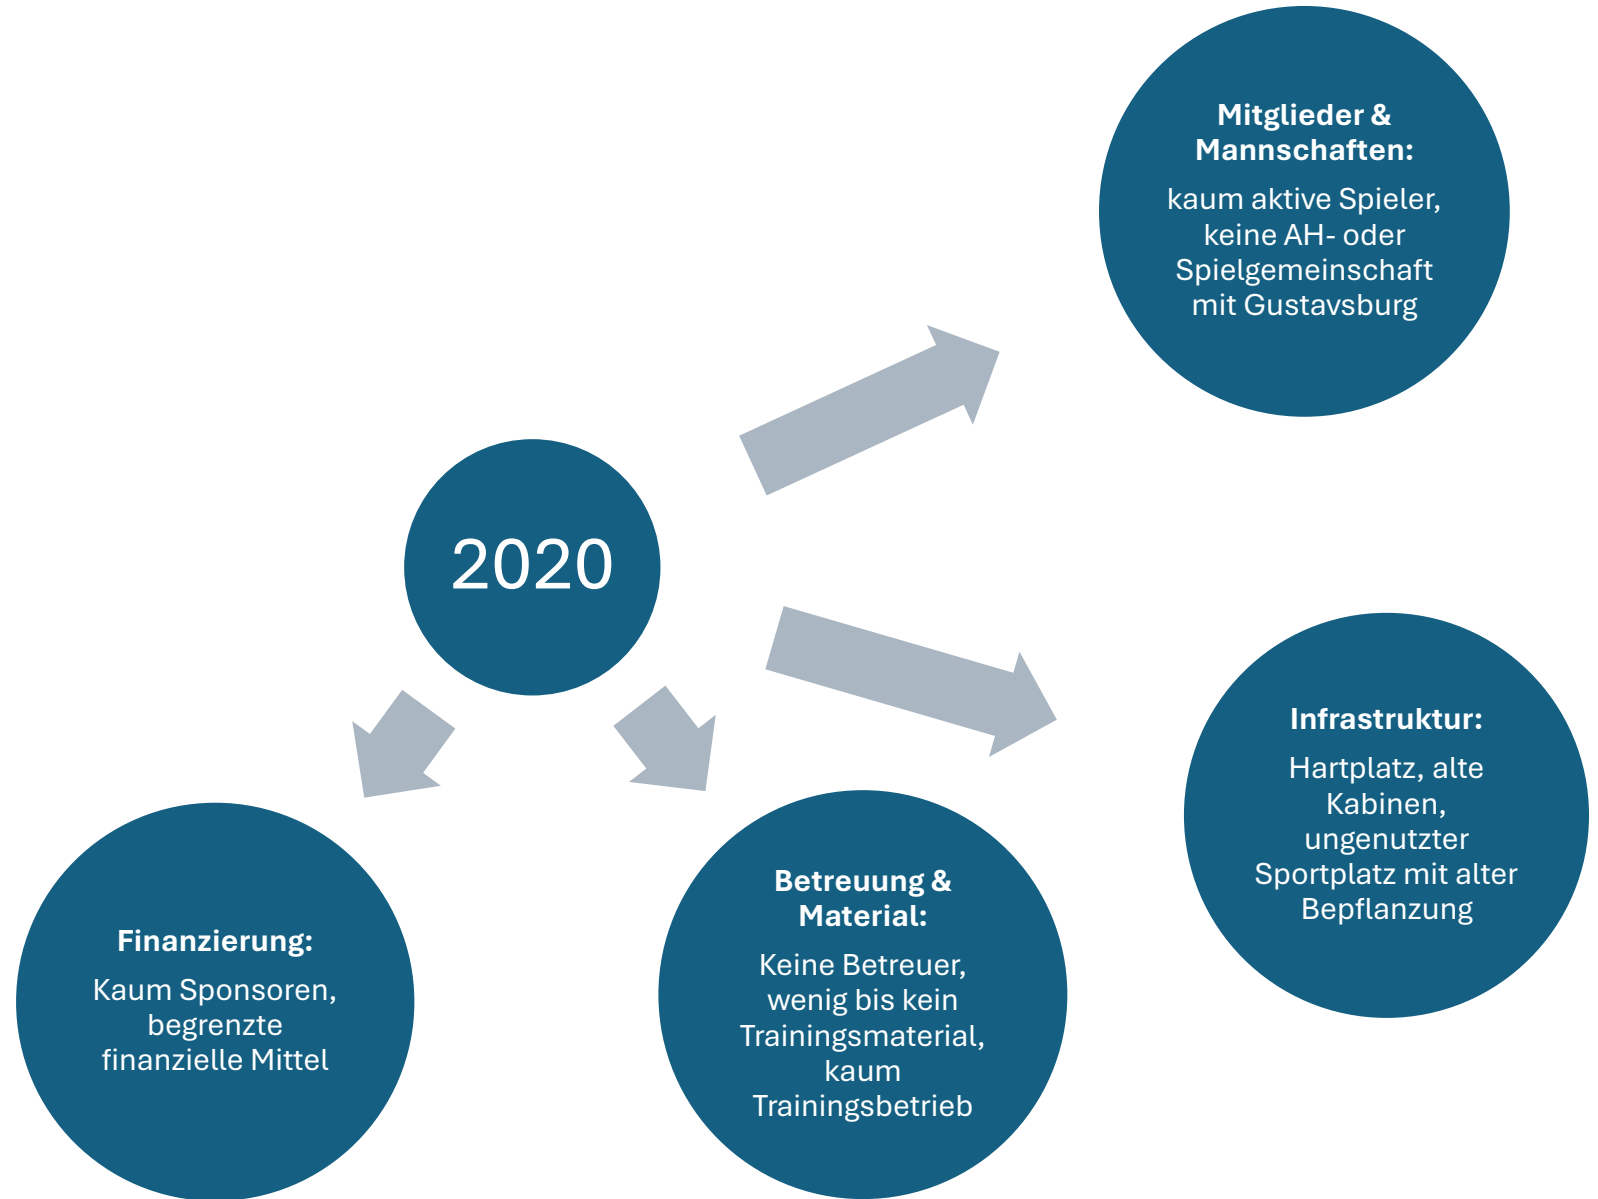 2020
Mitglieder &
Mannschaften:
kaum aktive Spieler,
keine AH- oder
Spielgemeinschaft
mit Gustavsburg
Infrastruktur:
Hartplatz, alte
Kabinen,
ungenutzter
Sportplatz mit alter
Bepflanzung
Betreuung &
Material:
Keine Betreuer,
wenig bis kein
Trainingsmaterial,
kaum
Trainingsbetrieb
Finanzierung:
Kaum Sponsoren,
begrenzte
finanzielle Mittel